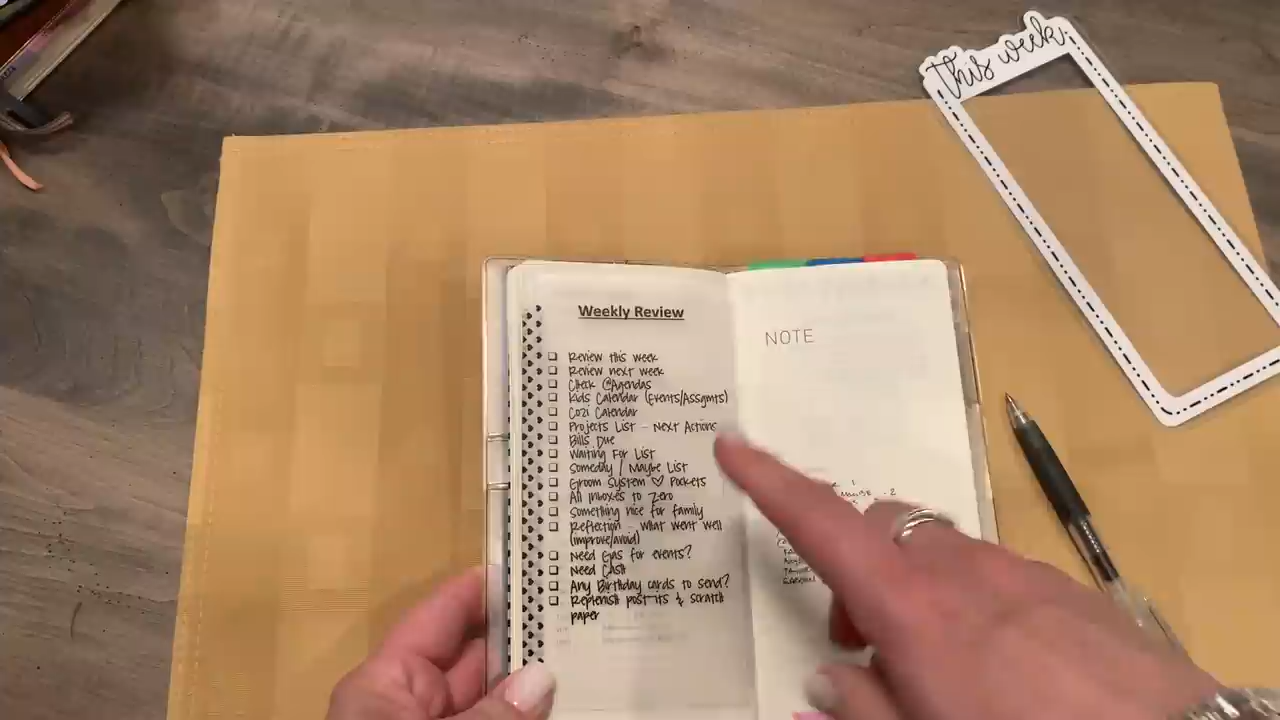 this week
Weekly Review
Review this week
Review next week
Check @Agendas
Kids Calendar (Events/Assgmts)
Cozi Calendar
Projects List - Next Actions
Bills Due
Waiting For List
Someday / Maybe List
Groom System ♡ Pockets
All Inboxes to Zero
Something nice for family
Reflection - what went well
(improve/avoid)
Need Gas for events?
Need Cash
Any Birthday cards to send?
Replenish post-its & scratch
paper
NOTE